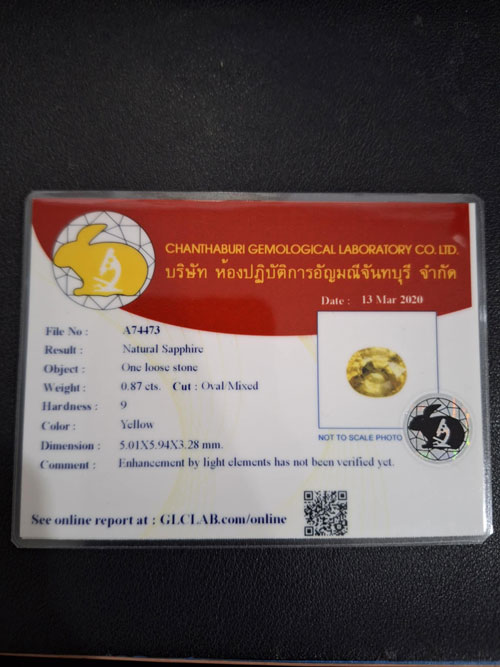 CHANTHABURI GEMOLOGICAL LABORATORY CO.LTD.
บริษัท ห้องปฏิบัติการอัญมณีจันทบุรี จำกัด
Date : 13 Mar 2020
File No : A74473
Result : Natural Sapphire
Object : One loose stone
Weight : 0.87 cts. Cut : Oval/Mixed
Hardness : 9
Color : Yellow
NOT TO SCALE PHOTO
Dimension : 5.01X5.94X3.28 mm.
Comment : Enhancement by light elements has not been verified yet.
See online report at : GLCLAB.com/online